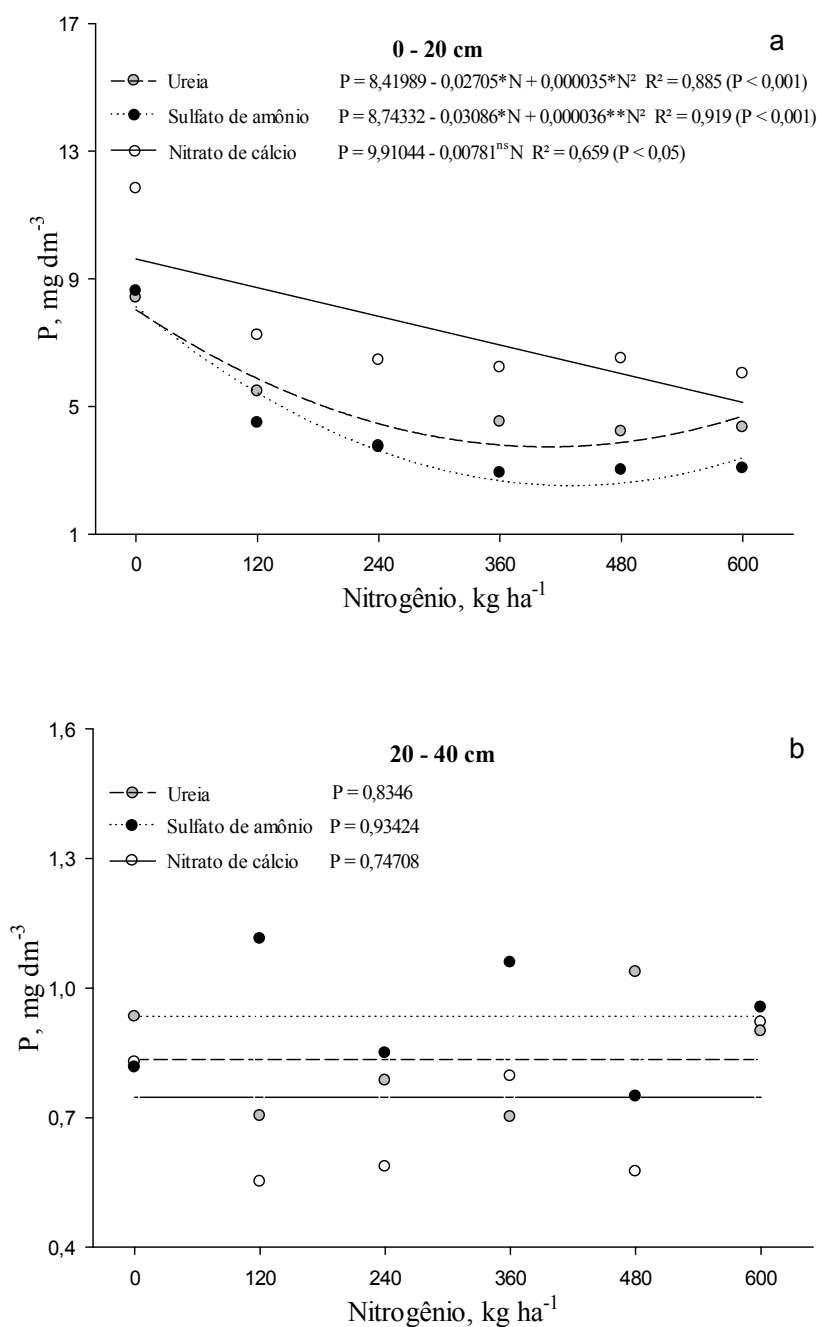 17
0 - 20 cm
a
Ureia P = 8,41989 - 0,02705*N + 0,000035*N² R² = 0,885 (P < 0,001)
Sulfato de amônio P = 8,74332 - 0,03086*N + 0,000036**N² R² = 0,919 (P < 0,001)
Nitrato de cálcio P = 9,91044 - 0,00781ⁿˢN R² = 0,659 (P < 0,05)
13
9
5
1
P, mg dm⁻³
0 120 240 360 480 600
Nitrogênio, kg ha⁻¹
1,6
20 - 40 cm
b
Ureia P = 0,8346
Sulfato de amônio P = 0,93424
Nitrato de cálcio P = 0,74708
1,3
1,0
0,7
0,4
P, mg dm⁻³
0 120 240 360 480 600
Nitrogênio, kg ha⁻¹